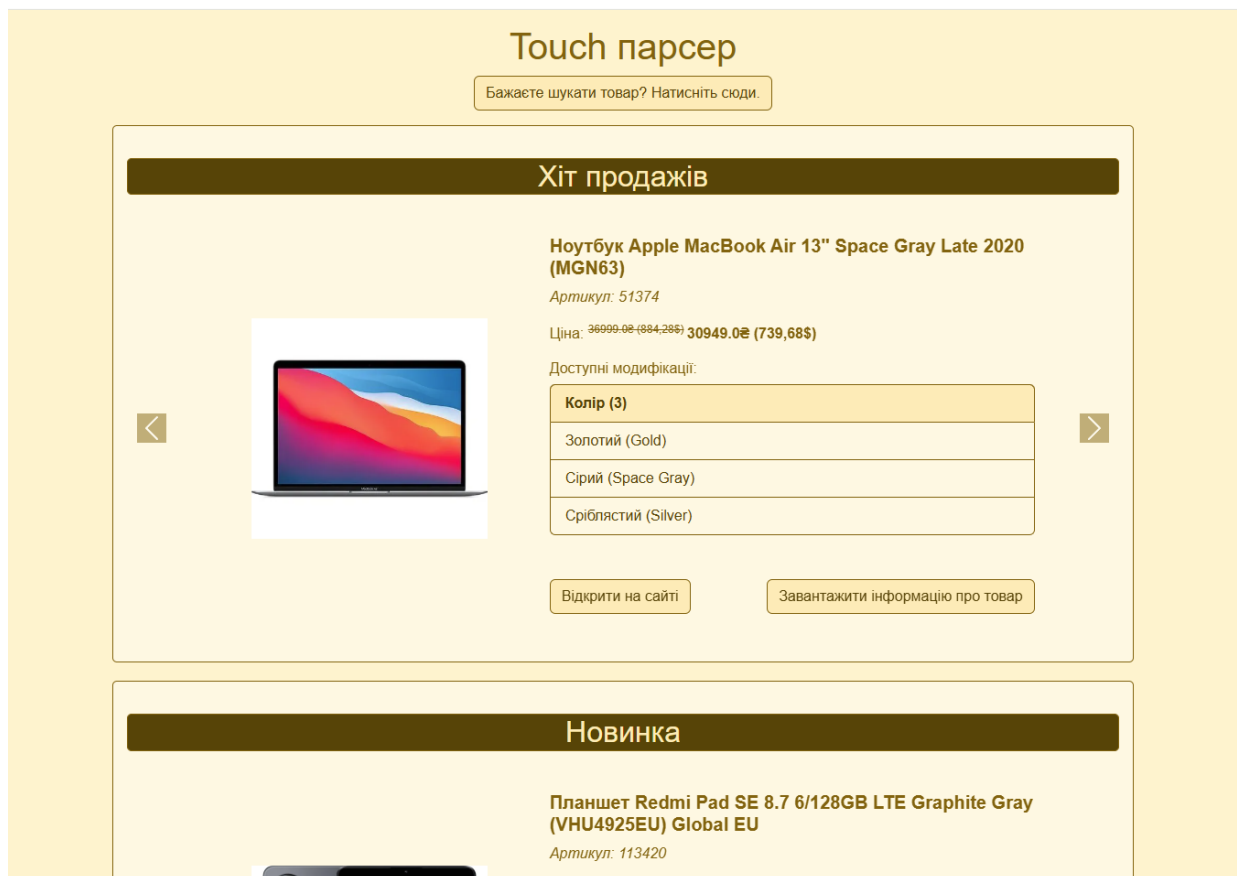 Touch парсер
Бажаєте шукати товар? Натисніть сюди.
Хіт продажів
Ноутбук Apple MacBook Air 13" Space Gray Late 2020
(MGN63)
Артикул: 51374
Ціна: 36999.0₴ (884,28$) 30949.0₴ (739,68$)
Доступні модифікації:
Колір (3)
Золотий (Gold)
Сірий (Space Gray)
Сріблястий (Silver)
Відкрити на сайті
Завантажити інформацію про товар
Новинка
Планшет Redmi Pad SE 8.7 6/128GB LTE Graphite Gray
(VHU4925EU) Global EU
Артикул: 113420